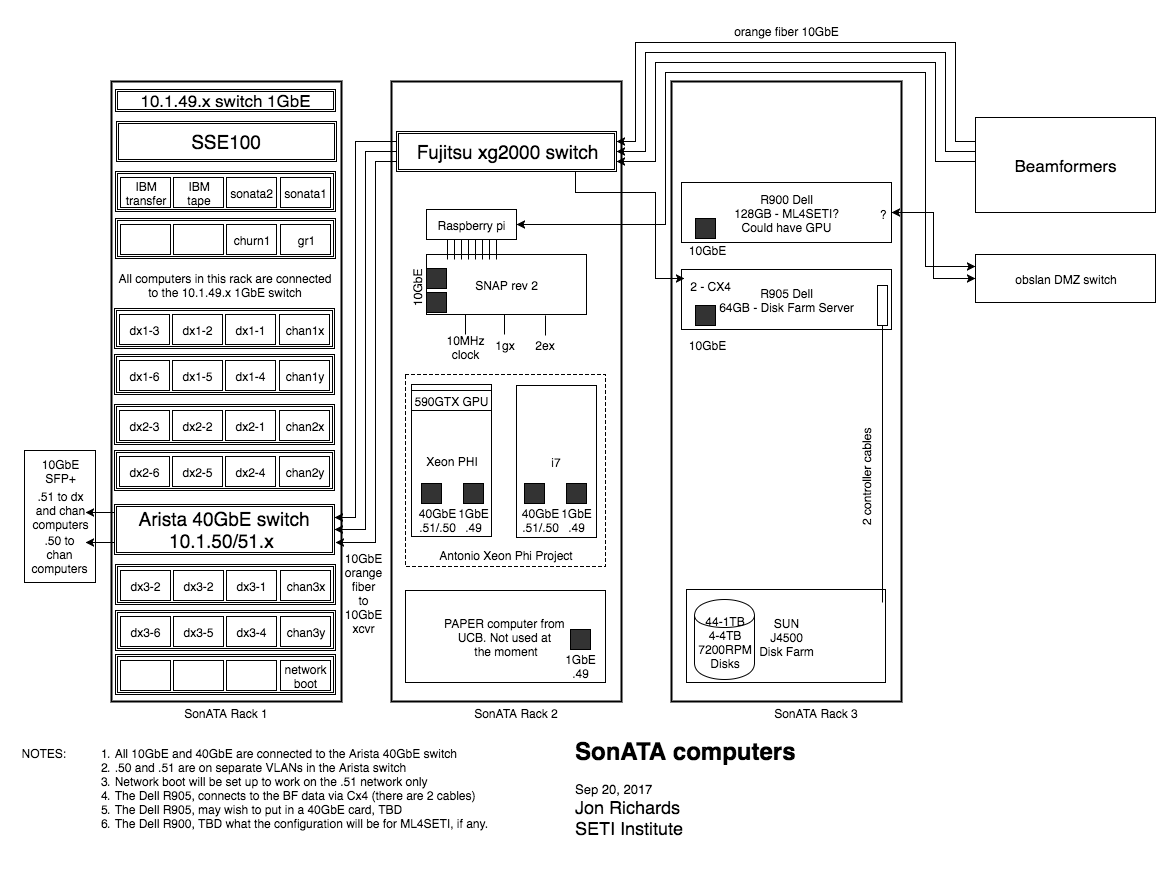 orange fiber 10GbE
10.1.49.x switch 1GbE
SSE100
IBM transfer
IBM tape
sonata2
sonata1
churn1
gr1
All computers in this rack are connected
to the 10.1.49.x 1GbE switch
dx1-3
dx1-2
dx1-1
chan1x
dx1-6
dx1-5
dx1-4
chan1y
dx2-3
dx2-2
dx2-1
chan2x
dx2-6
dx2-5
dx2-4
chan2y
10GbE
SFP+
.51 to dx
and chan
computers
.50 to
chan
computers
Arista 40GbE switch
10.1.50/51.x
dx3-2
dx3-2
dx3-1
chan3x
dx3-6
dx3-5
dx3-4
chan3y
network
boot
SonATA Rack 1
10GbE
orange
fiber
to
10GbE
xcvr
Fujitsu xg2000 switch
Raspberry pi
10GbE
SNAP rev 2
10MHz
clock
1gx
2ex
590GTX GPU
Xeon PHI
40GbE
.51/.50
1GbE
.49
i7
40GbE
.51/.50
1GbE
.49
Antonio Xeon Phi Project
PAPER computer from
UCB. Not used at
the moment
1GbE
.49
SonATA Rack 2
R900 Dell
128GB - ML4SETI?
Could have GPU
?
10GbE
2 - CX4
R905 Dell
64GB - Disk Farm Server
10GbE
2 controller cables
44-1TB
4-4TB
7200RPM
Disks
SUN
J4500
Disk Farm
SonATA Rack 3
Beamformers
obslan DMZ switch
NOTES:
1. All 10GbE and 40GbE are connected to the Arista 40GbE switch
2. .50 and .51 are on separate VLANs in the Arista switch
3. Network boot will be set up to work on the .51 network only
4. The Dell R905, connects to the BF data via Cx4 (there are 2 cables)
5. The Dell R905, may wish to put in a 40GbE card, TBD
6. The Dell R900, TBD what the configuration will be for ML4SETI, if any.
SonATA computers
Sep 20, 2017
Jon Richards
SETI Institute